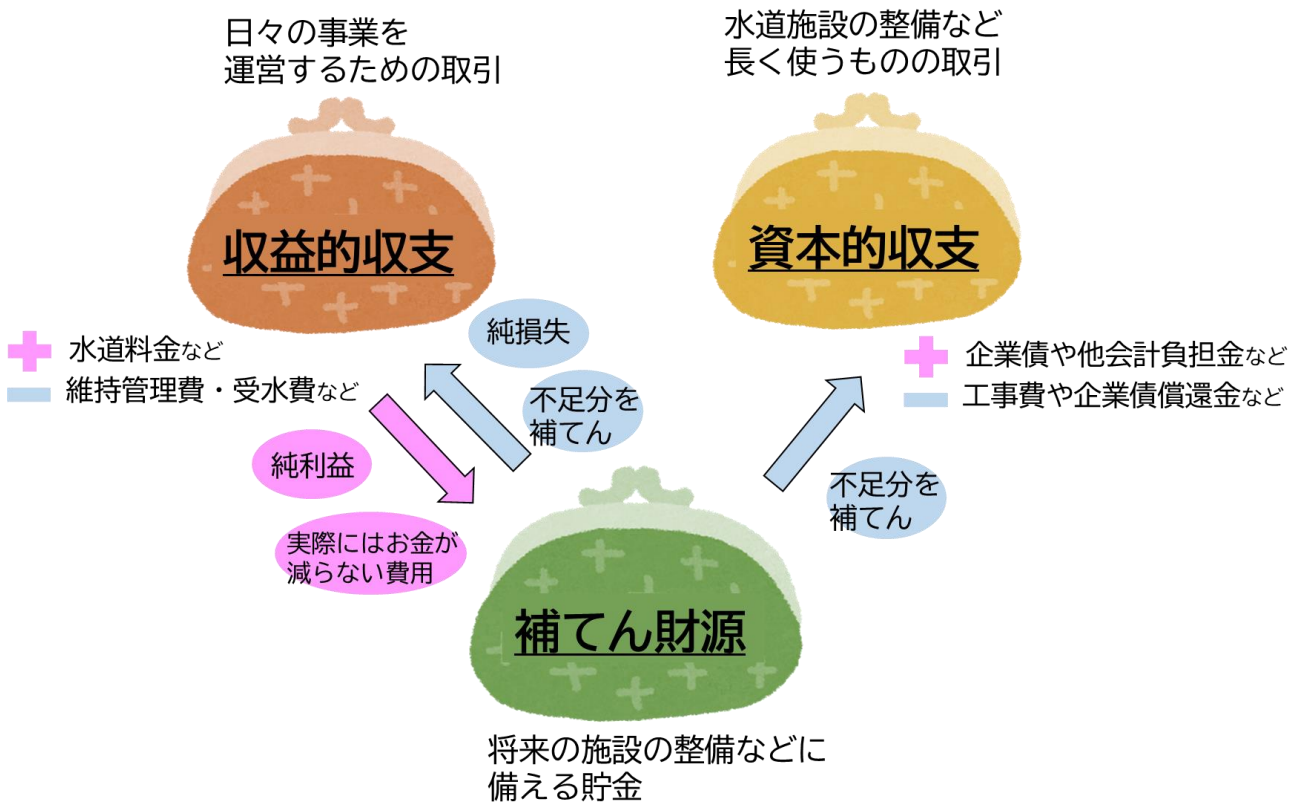 日々の事業を
運営するための取引
水道施設の整備など
長く使うものの取引
収益的収支
資本的収支
純損失
水道料金など
維持管理費・受水費など
企業債や他会計負担金など
工事費や企業債償還金など
不足分を
補てん
純利益
不足分を
補てん
実際にはお金が
減らない費用
補てん財源
将来の施設の整備などに
備える貯金